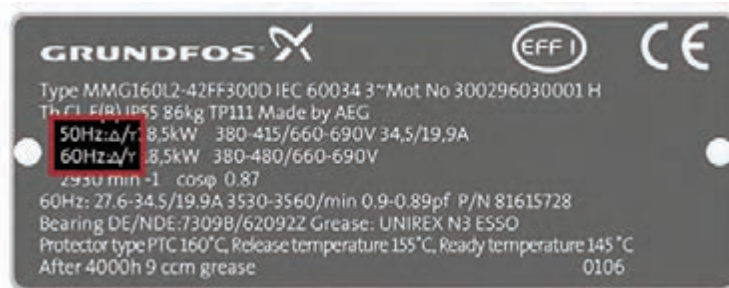 GRUNDFOS
EFF I
CE
Type MMG160L2-42FF300D IEC 60034 3~Mot No 300296030001 H
Th.Cl. F(B) IP55 86kg TP111 Made by AEG
50Hz:△/Y 8,5kW 380-415/660-690V 34,5/19,9A
60Hz:△/Y 8,5kW 380-480/660-690V
2930 min -1 cosφ 0.87
60Hz: 27.6-34.5/19.9A 3530-3560/min 0.9-0.89pf P/N 81615728
Bearing DE/NDE:7309B/62092Z Grease: UNIREX N3 ESSO
Protector type PTC 160°C, Release temperature 155°C, Ready temperature 145 °C
After 4000h 9 ccm grease 0106